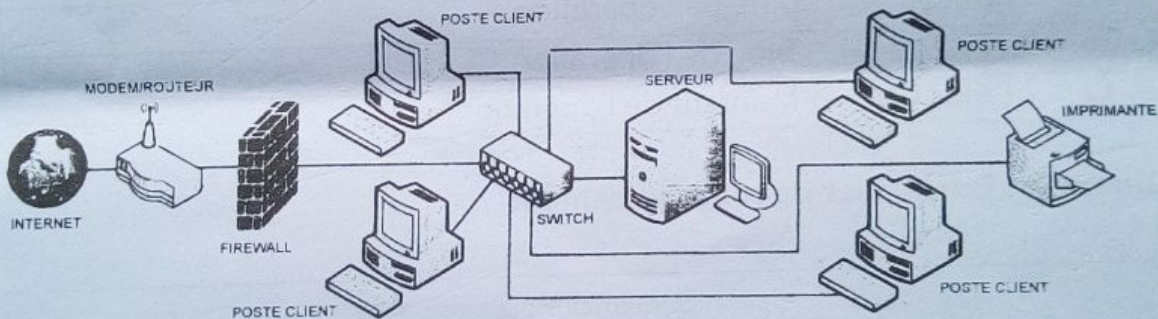 POSTE CLIENT
POSTE CLIENT
MODEM/ROUTEUR
SERVEUR
IMPRIMANTE
INTERNET
FIREWALL
SWITCH
POSTE CLIENT
POSTE CLIENT